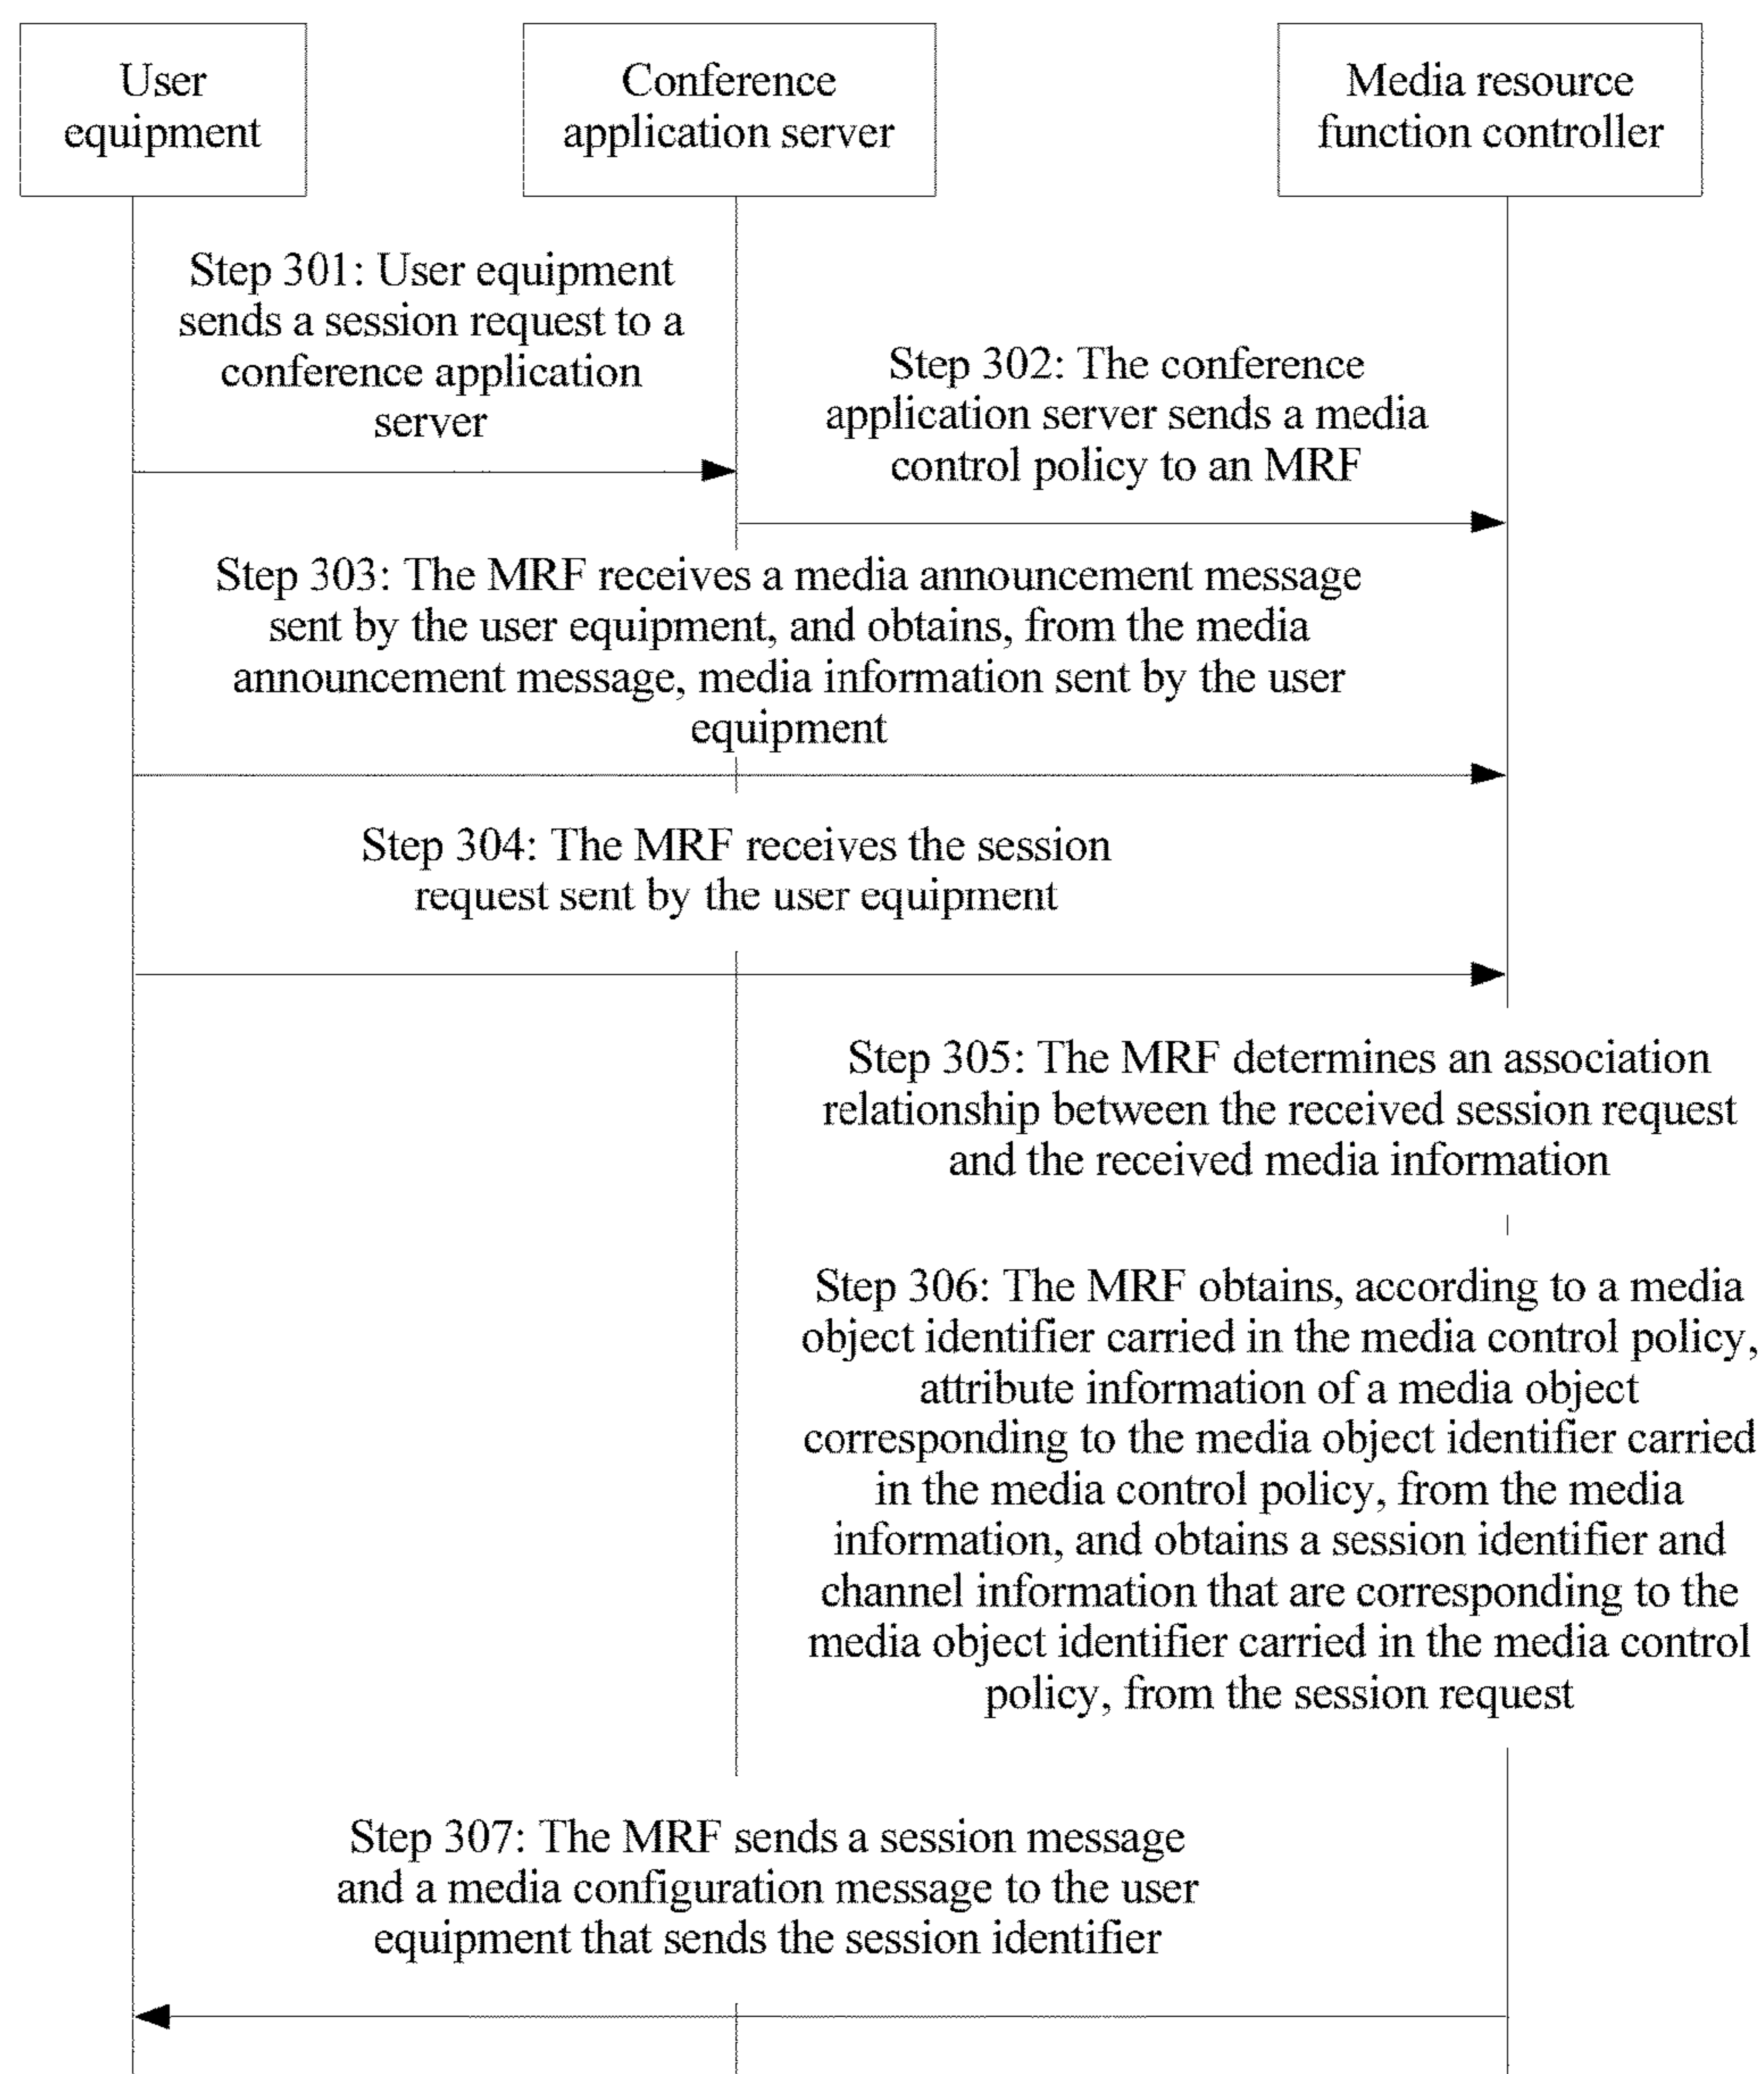 User
equipment
Conference
application server
Media resource
function controller
Step 301: User equipment
sends a session request to a
conference application
server
Step 302: The conference
application server sends a media
control policy to an MRF
Step 303: The MRF receives a media announcement message
sent by the user equipment, and obtains, from the media
announcement message, media information sent by the user
equipment
Step 304: The MRF receives the session
request sent by the user equipment
Step 305: The MRF determines an association
relationship between the received session request
and the received media information
Step 306: The MRF obtains, according to a media
object identifier carried in the media control policy,
attribute information of a media object
corresponding to the media object identifier carried
in the media control policy, from the media
information, and obtains a session identifier and
channel information that are corresponding to the
media object identifier carried in the media control
policy, from the session request
Step 307: The MRF sends a session message
and a media configuration message to the user
equipment that sends the session identifier